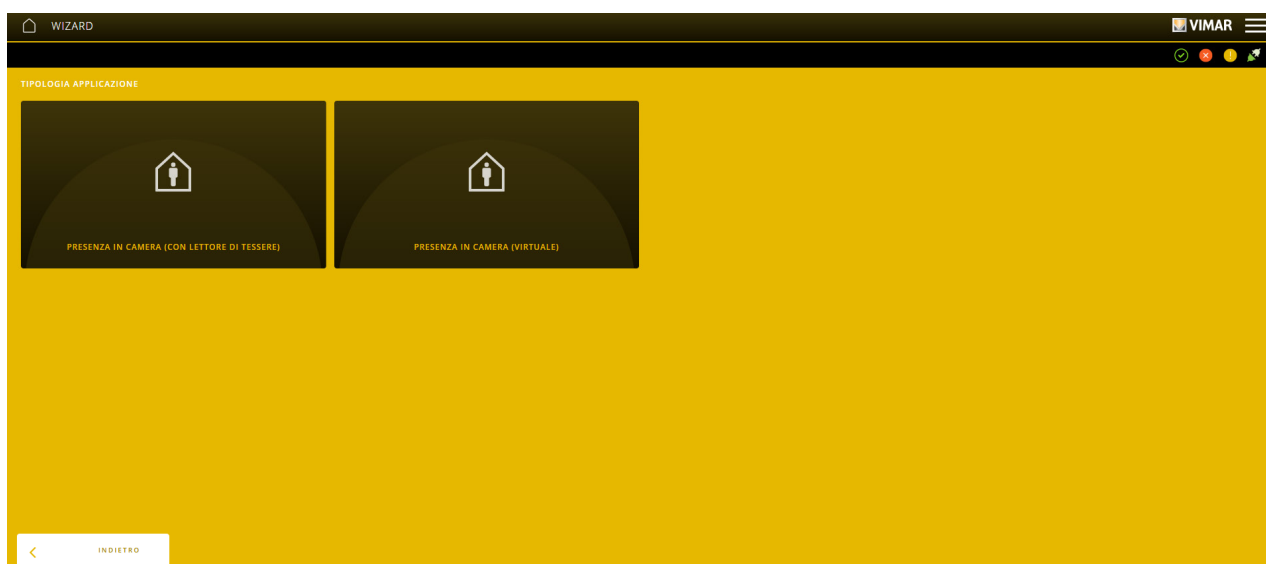 WIZARD
VIMAR
TIPOLOGIA APPLICAZIONE
PRESENZA IN CAMERA (CON LETTORE DI TESSERE)
PRESENZA IN CAMERA (VIRTUALE)
INDIETRO